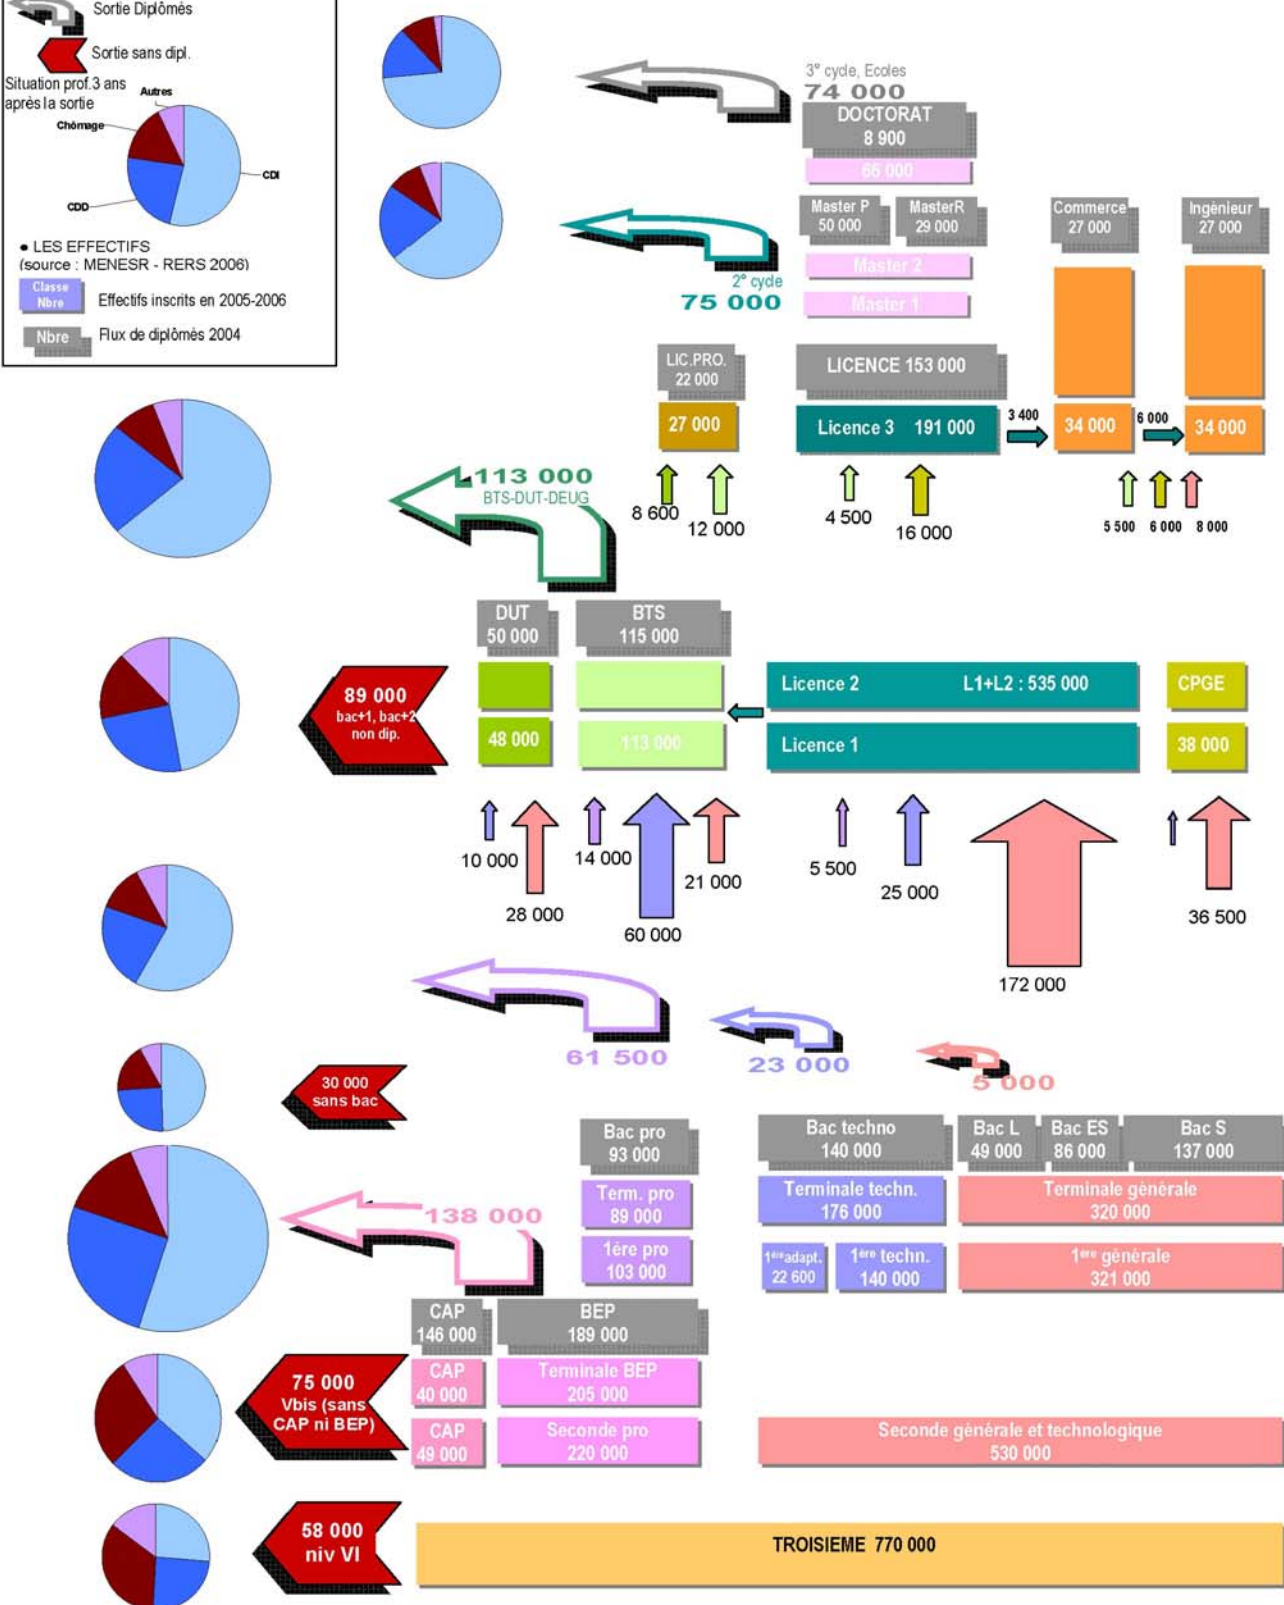 Sortie Diplômés
Sortie sans dipl.
Situation prof.3 ans
après la sortie
Autres
Chômage
CDI
CDD
● LES EFFECTIFS
(source : MENESR - RERS 2006)
Classe
Nbre
Effectifs inscrits en 2005-2006
Nbre
Flux de diplômés 2004
3° cycle, Ecoles
74 000
DOCTORAT
8 900
66 000
Master P
50 000
MasterR
29 000
Commerce
27 000
Ingénieur
27 000
Master 2
2° cycle
75 000
Master 1
LIC.PRO.
22 000
LICENCE 153 000
27 000
Licence 3 191 000
3 400
34 000
6 000
34 000
113 000
BTS-DUT-DEUG
8 600
12 000
4 500
16 000
5 500
6 000
8 000
DUT
50 000
BTS
115 000
89 000
bac+1, bac+2
non dip.
Licence 2 L1+L2 : 535 000
CPGE
48 000
113 000
Licence 1
38 000
10 000
28 000
14 000
60 000
21 000
5 500
25 000
172 000
36 500
61 500
23 000
5 000
30 000
sans bac
Bac pro
93 000
Bac techno
140 000
Bac L
49 000
Bac ES
86 000
Bac S
137 000
Term. pro
89 000
Terminale techn.
176 000
Terminale générale
320 000
138 000
1ère pro
103 000
1ère adapt.
22 600
1ère techn.
140 000
1ère générale
321 000
CAP
146 000
BEP
189 000
75 000
Vbis (sans
CAP ni BEP)
CAP
40 000
Terminale BEP
205 000
CAP
49 000
Seconde pro
220 000
Seconde générale et technologique
530 000
58 000
niv VI
TROISIEME 770 000